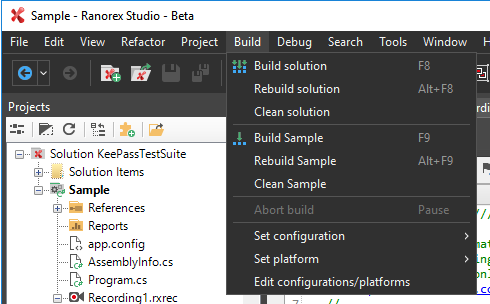 Sample - Ranorex Studio - Beta
File Edit View Refactor Project Build Debug Search Tools Window
Build solution F8
Rebuild solution Alt+F8
Clean solution
Build Sample F9
Rebuild Sample Alt+F9
Clean Sample
Abort build Pause
Set configuration
Set platform
Edit configurations/platforms
Projects
Solution KeePassTestSuite
Solution Items
Sample
References
Reports
app.config
AssemblyInfo.cs
Program.cs
Recording1.rxrec
7 //